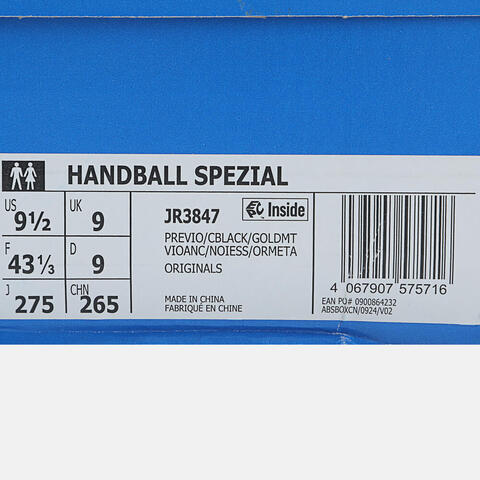 HANDBALL SPEZIAL
US 9½ UK 9
F 43⅓ D 9
J 275 CHN 265
JR3847 Inside
PREVIO/CBLACK/GOLDMT
VIOANC/NOIESS/ORMETA
ORIGINALS
MADE IN CHINA
FABRIQUÉ EN CHINE
4 067907 575716
EAN PO# 0900864232
ABSBOXCN/0924/V02